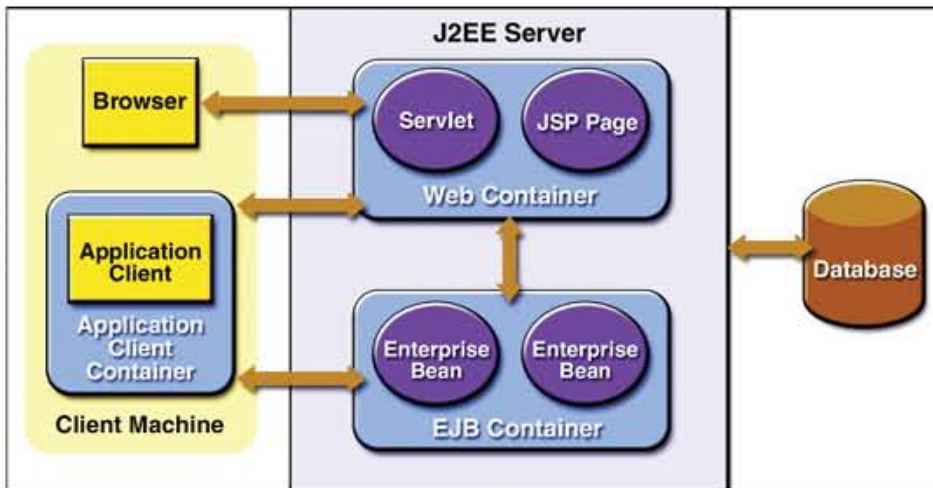 J2EE Server
Browser
Servlet
JSP Page
Web Container
Application
Client
Application
Client
Container
Client Machine
Enterprise
Bean
Enterprise
Bean
EJB Container
Database